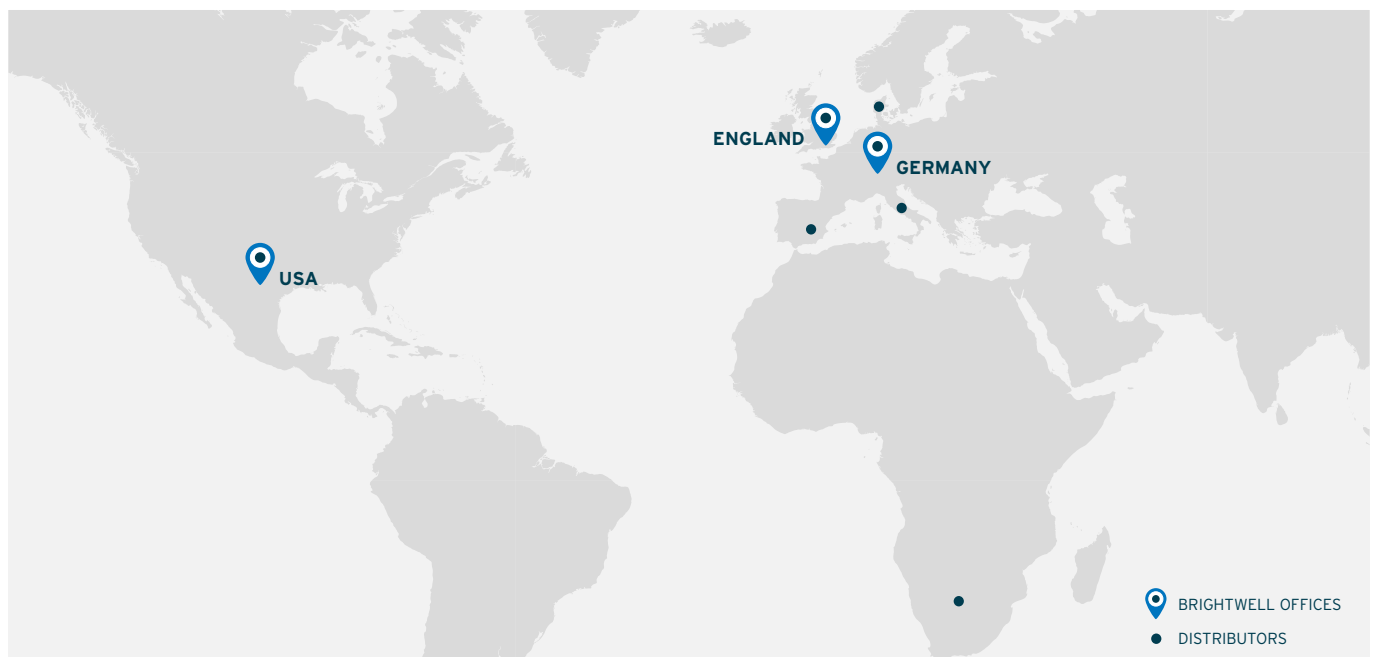 ENGLAND
GERMANY
USA
BRIGHTWELL OFFICES
DISTRIBUTORS